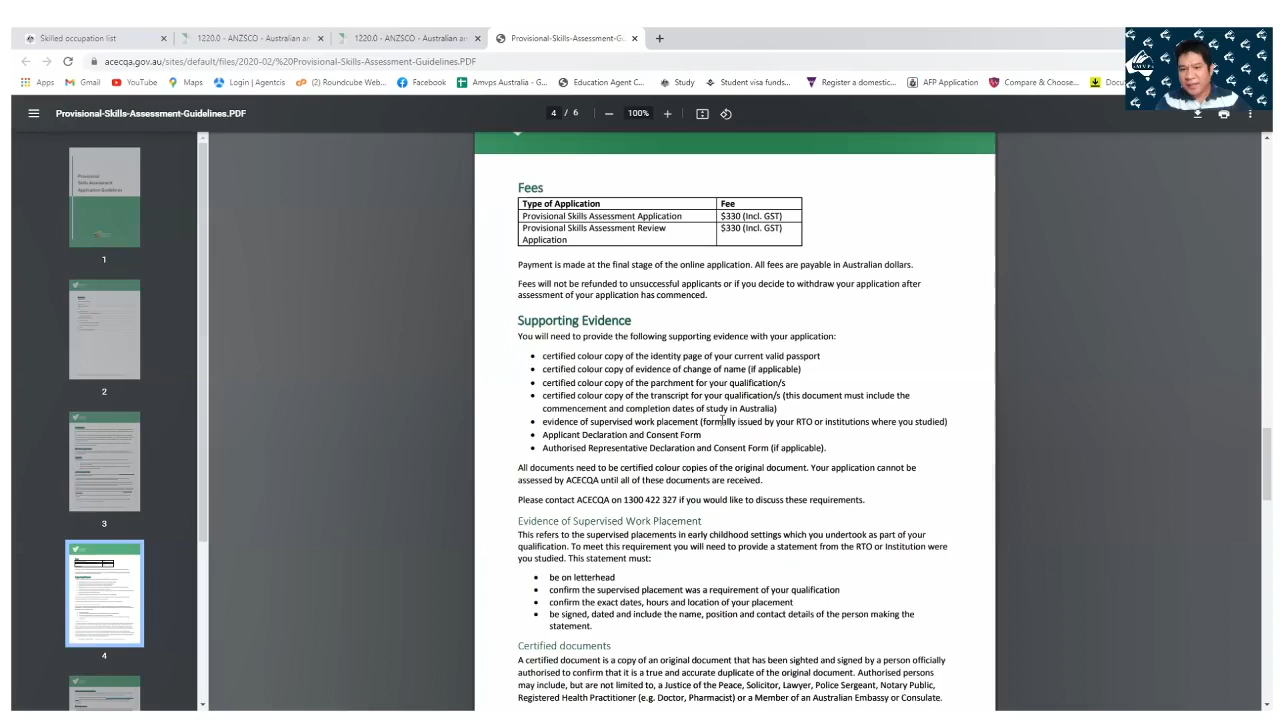 Skilled occupation list
1220.0 - ANZSCO - Australian ar
1220.0 - ANZSCO - Australian ar
Provisional-Skills-Assessment-G
acecqa.gov.au/sites/default/files/2020-02/%20Provisional-Skills-Assessment-Guidelines.PDF
Apps Gmail YouTube Maps Login | Agentcis (2) Roundcube Web... Facebook Amvps Australia - G... Education Agent C... Study Student visa funds... Register a domestic... AFP Application Compare & Choose...
Provisional-Skills-Assessment-Guidelines.PDF
4 / 6
100%
Provisional
Skills Assessment
Application Guidelines
1
2
3
4
Fees
Type of Application Fee
Provisional Skills Assessment Application $330 (Incl. GST)
Provisional Skills Assessment Review $330 (Incl. GST)
Application
Payment is made at the final stage of the online application. All fees are payable in Australian dollars.
Fees will not be refunded to unsuccessful applicants or if you decide to withdraw your application after
assessment of your application has commenced.
Supporting Evidence
You will need to provide the following supporting evidence with your application:
• certified colour copy of the identity page of your current valid passport
• certified colour copy of evidence of change of name (if applicable)
• certified colour copy of the parchment for your qualification/s
• certified colour copy of the transcript for your qualification/s (this document must include the
commencement and completion dates of study in Australia)
• evidence of supervised work placement (formally issued by your RTO or institutions where you studied)
• Applicant Declaration and Consent Form
• Authorised Representative Declaration and Consent Form (if applicable).
All documents need to be certified colour copies of the original document. Your application cannot be
assessed by ACECQA until all of these documents are received.
Please contact ACECQA on 1300 422 327 if you would like to discuss these requirements.
Evidence of Supervised Work Placement
This refers to the supervised placements in early childhood settings which you undertook as part of your
qualification. To meet this requirement you will need to provide a statement from the RTO or Institution were
you studied. This statement must:
• be on letterhead
• confirm the supervised placement was a requirement of your qualification
• confirm the exact dates, hours and location of your placement
• be signed, dated and include the name, position and contact details of the person making the
statement.
Certified documents
A certified document is a copy of an original document that has been sighted and signed by a person officially
authorised to confirm that it is a true and accurate duplicate of the original document. Authorised persons
may include, but are not limited to, a Justice of the Peace, Solicitor, Lawyer, Police Sergeant, Notary Public,
Registered Health Practitioner (e.g. Doctor, Pharmacist) or a Member of an Australian Embassy or Consulate.